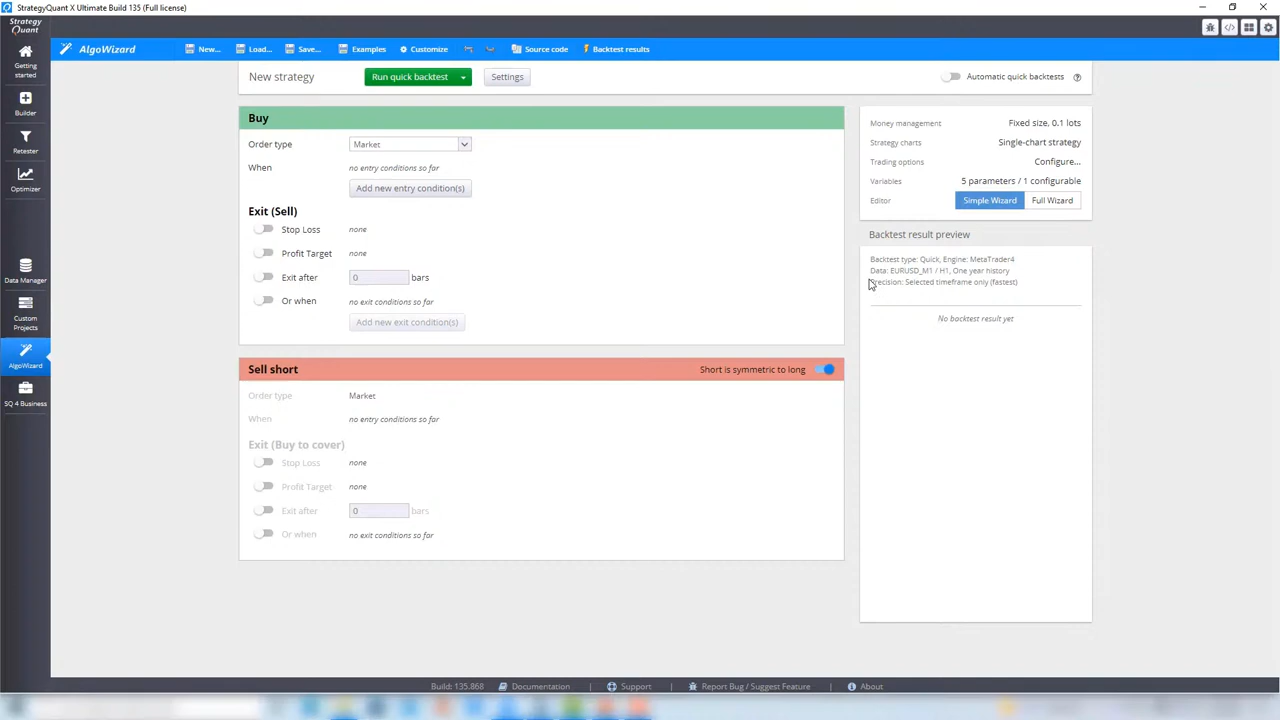 StrategyQuant X Ultimate Build 135 (Full license)
Strategy
Quant
AlgoWizard
New...
Load...
Save...
Examples
Customize
Source code
Backtest results
Getting
started
Builder
Retester
Optimizer
Data Manager
Custom
Projects
AlgoWizard
SQ 4 Business
New strategy
Run quick backtest
Settings
Automatic quick backtests
?
Buy
Order type
Market
When
no entry conditions so far
Add new entry condition(s)
Exit (Sell)
Stop Loss
none
Profit Target
none
Exit after
0
bars
Or when
no exit conditions so far
Add new exit condition(s)
Sell short
Short is symmetric to long
Order type
Market
When
no entry conditions so far
Exit (Buy to cover)
Stop Loss
none
Profit Target
none
Exit after
0
bars
Or when
no exit conditions so far
Money management
Fixed size, 0.1 lots
Strategy charts
Single-chart strategy
Trading options
Configure...
Variables
5 parameters / 1 configurable
Editor
Simple Wizard
Full Wizard
Backtest result preview
Backtest type: Quick, Engine: MetaTrader4
Data: EURUSD_M1 / H1, One year history
Precision: Selected timeframe only (fastest)
No backtest result yet
Build: 135.868
Documentation
Support
Report Bug / Suggest Feature
About